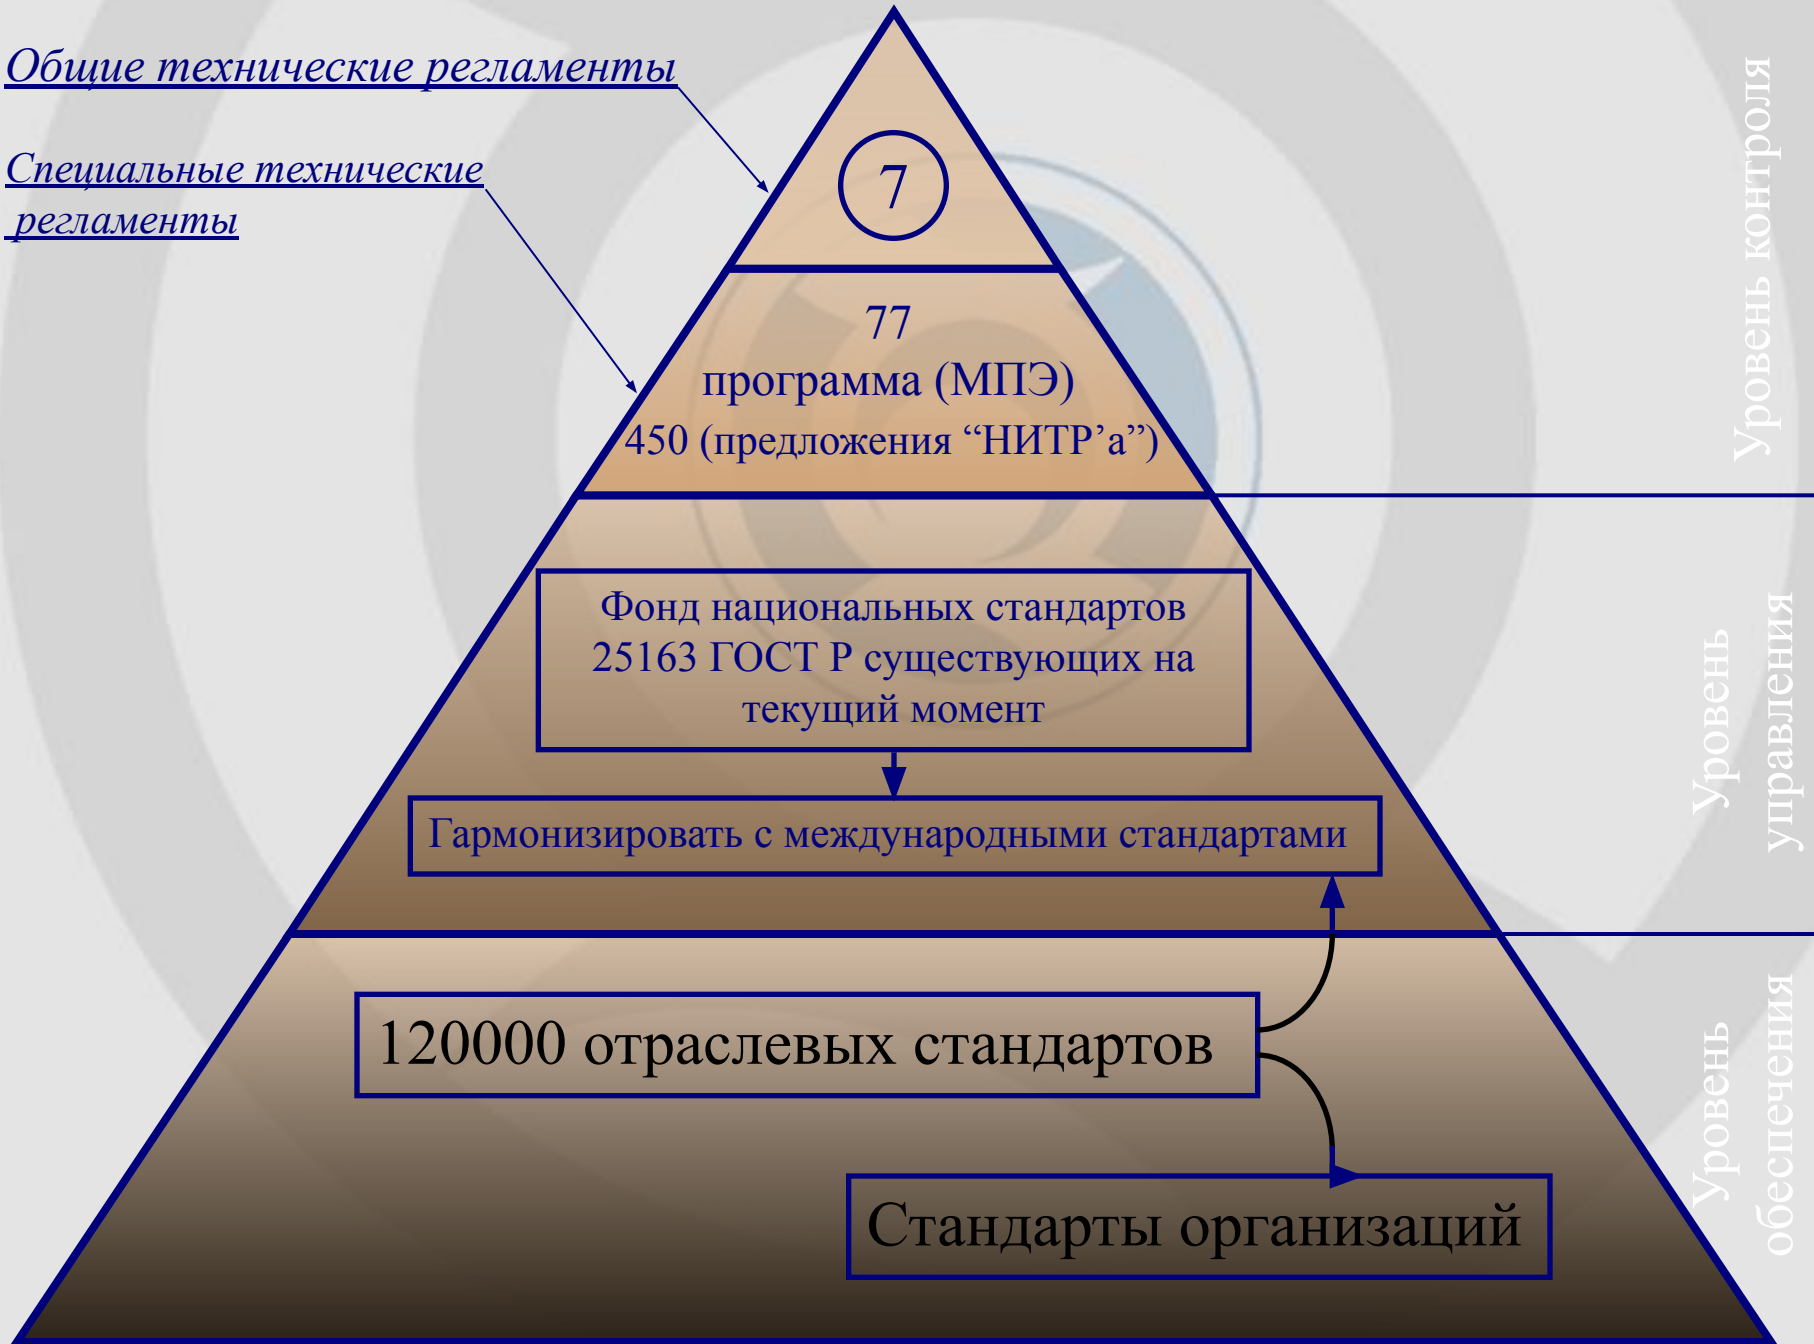 Общие технические регламенты
Специальные технические
регламенты
7
77
программа (МПЭ)
450 (предложения “НИТР’а”)
Уровень контроля
Фонд национальных стандартов
25163 ГОСТ Р существующих на
текущий момент
Гармонизировать с международными стандартами
Уровень
управления
120000 отраслевых стандартов
Стандарты организаций
Уровень
обеспечения